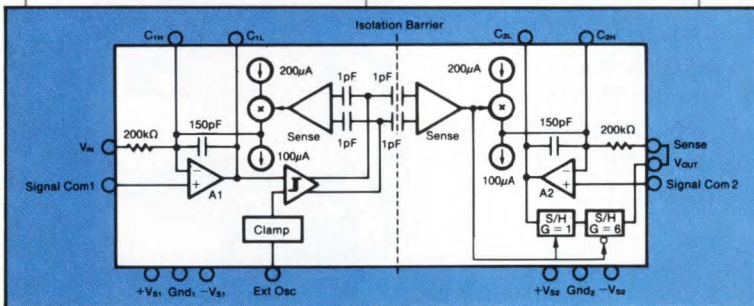 Isolation Barrier
C1H
C1L
C2L
C2H
200μA
1pF
1pF
200μA
150pF
150pF
200kΩ
200kΩ
Sense
Sense
1pF
1pF
Sense
VIN
VOUT
100μA
100μA
Signal Com1
A1
A2
Signal Com 2
S/H
G = 1
S/H
G = 6
Clamp
+VS1
Gnd1
−VS1
Ext Osc
+VS2
Gnd2
−VS2